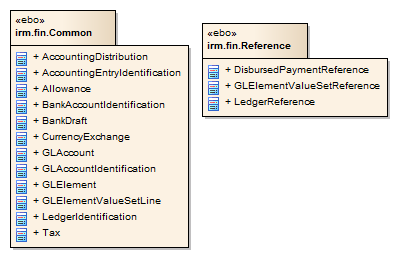 «ebo»
irm.fin.Common
+ AccountingDistribution
+ AccountingEntryIdentification
+ Allowance
+ BankAccountIdentification
+ BankDraft
+ CurrencyExchange
+ GLAccount
+ GLAccountIdentification
+ GLElement
+ GLElementValueSetLine
+ LedgerIdentification
+ Tax
«ebo»
irm.fin.Reference
+ DisbursedPaymentReference
+ GLElementValueSetReference
+ LedgerReference